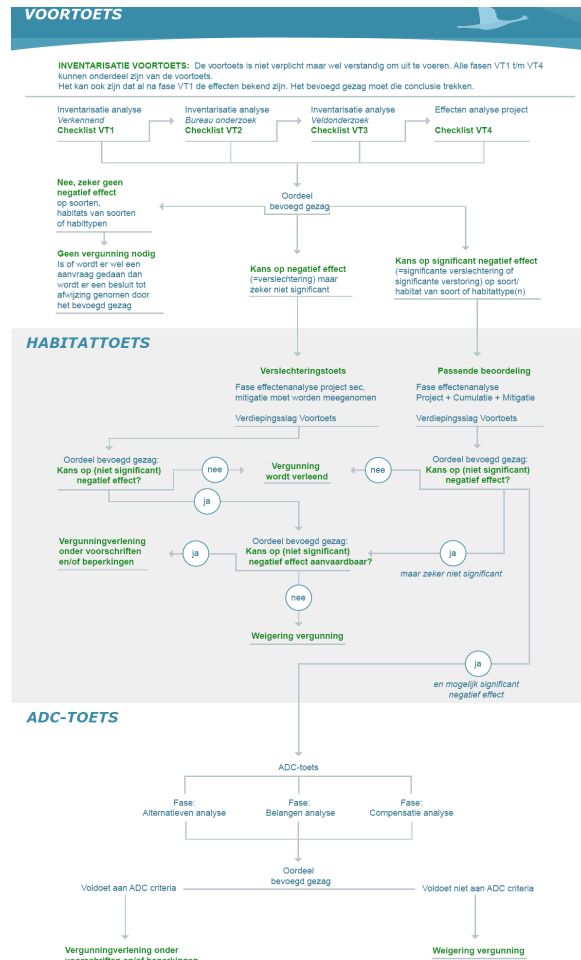 VOORTOETS
INVENTARISATIE VOORTOETS: De voortoets is niet verplicht maar wel verstandig om uit te voeren. Alle fasen VT1 t/m VT4
kunnen onderdeel zijn van de voortoets.
Het kan ook zijn dat al na fase VT1 de effecten bekend zijn. Het bevoegd gezag moet die conclusie trekken.
Inventarisatie analyse
Verkennend
Checklist VT1
Inventarisatie analyse
Bureau onderzoek
Checklist VT2
Inventarisatie analyse
Veldonderzoek
Checklist VT3
Effecten analyse project
Checklist VT4
Oordeel
bevoegd gezag
Nee, zeker geen
negatief effect
op soorten,
habitats van soorten
of habittypen
Geen vergunning nodig
Is of wordt er wel een
aanvraag gedaan dan
wordt er een besluit tot
afwijzing genomen door
het bevoegd gezag
Kans op negatief effect
(=verslechtering) maar
zeker niet significant
Kans op significant negatief effect
(=significante verslechtering of
significante verstoring) op soort/
habitat van soort of habitattype(n)
HABITATTOETS
Verslechteringstoets
Fase effectenanalyse project sec,
mitigatie moet worden meegenomen
Verdiepingsslag Voortoets
Passende beoordeling
Fase effectenanalyse
Project + Cumulatie + Mitigatie
Verdiepingsslag Voortoets
Oordeel bevoegd gezag:
Kans op (niet significant)
negatief effect?
nee
Vergunning
wordt verleend
nee
Oordeel bevoegd gezag:
Kans op (niet significant)
negatief effect?
ja
Vergunningverlening
onder voorschriften
en/of beperkingen
ja
Oordeel bevoegd gezag:
Kans op (niet significant)
negatief effect aanvaardbaar?
ja
maar zeker niet significant
nee
Weigering vergunning
ja
en mogelijk significant
negatief effect
ADC-TOETS
ADC-toets
Fase:
Alternatieven analyse
Fase:
Belangen analyse
Fase:
Compensatie analyse
Oordeel
bevoegd gezag
Voldoet aan ADC criteria
Voldoet niet aan ADC criteria
Vergunningverlening onder
voorschriften en/of beperkingen
Weigering vergunning